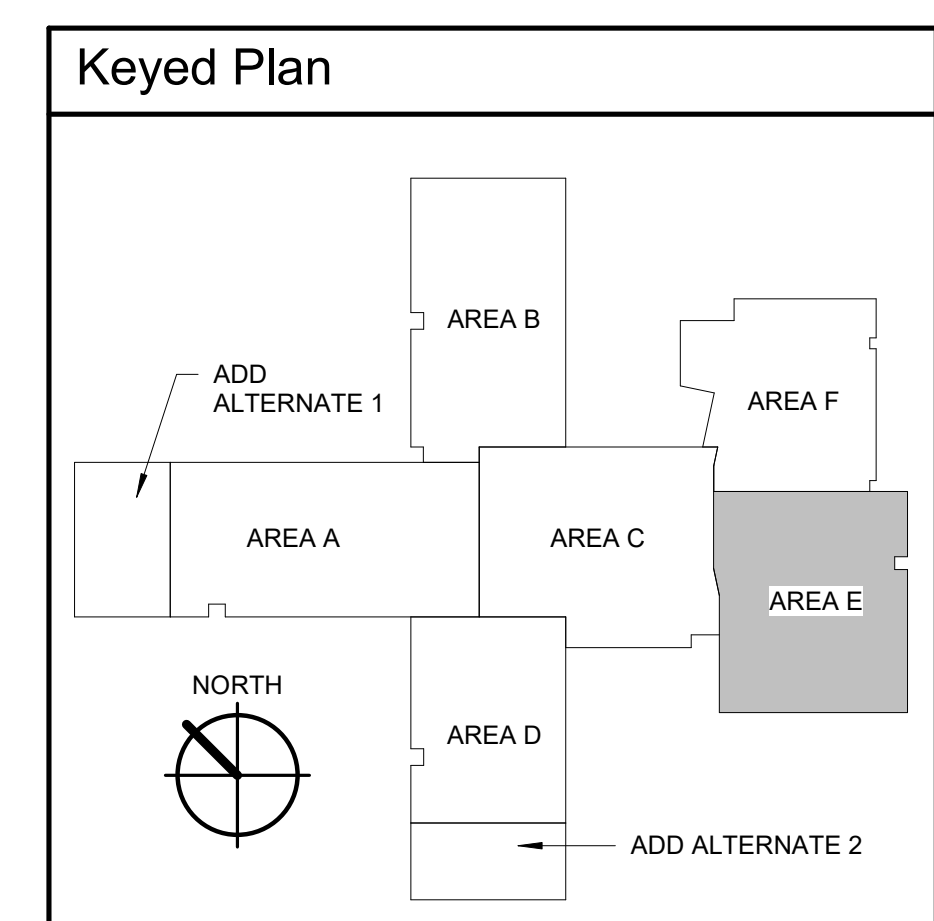 Keyed Plan
AREA B
ADD
ALTERNATE 1
AREA F
AREA A
AREA C
AREA E
NORTH
AREA D
ADD ALTERNATE 2